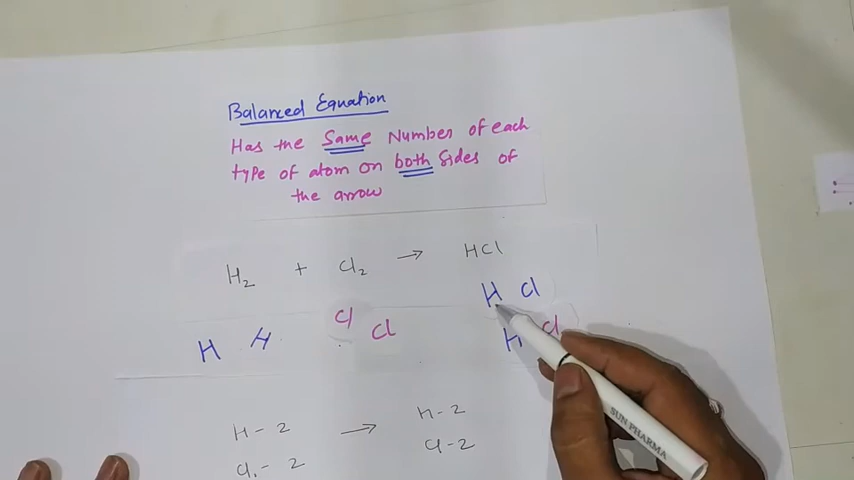 Balanced Equation
Has the Same Number of each
type of atom on both sides of
the arrow
H₂ + Cl₂ → HCl
H Cl
H H Cl Cl H Cl
H - 2 → H - 2
Cl - 2 Cl - 2
SUN PHARMA